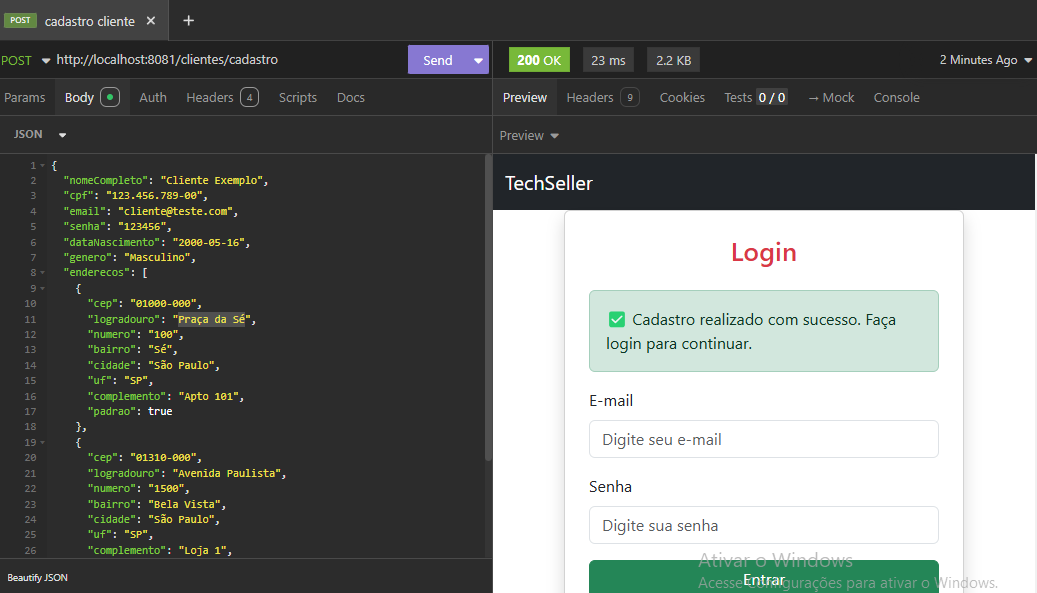 POST cadastro cliente
POST http://localhost:8081/clientes/cadastro Send
200 OK 23 ms 2.2 KB 2 Minutes Ago
Params Body Auth Headers 4 Scripts Docs
Preview Headers 9 Cookies Tests 0 / 0 → Mock Console
JSON
Preview
1 {
2 "nomeCompleto": "Cliente Exemplo",
3 "cpf": "123.456.789-00",
4 "email": "cliente@teste.com",
5 "senha": "123456",
6 "dataNascimento": "2000-05-16",
7 "genero": "Masculino",
8 "enderecos": [
9 {
10 "cep": "01000-000",
11 "logradouro": "Praça da Sé",
12 "numero": "100",
13 "bairro": "Sé",
14 "cidade": "São Paulo",
15 "uf": "SP",
16 "complemento": "Apto 101",
17 "padrao": true
18 },
19 {
20 "cep": "01310-000",
21 "logradouro": "Avenida Paulista",
22 "numero": "1500",
23 "bairro": "Bela Vista",
24 "cidade": "São Paulo",
25 "uf": "SP",
26 "complemento": "Loja 1",
Beautify JSON
TechSeller
Login
✅ Cadastro realizado com sucesso. Faça
login para continuar.
E-mail
Digite seu e-mail
Senha
Digite sua senha
Entrar
Ativar o Windows
Acesse Configurações para ativar o Windows.